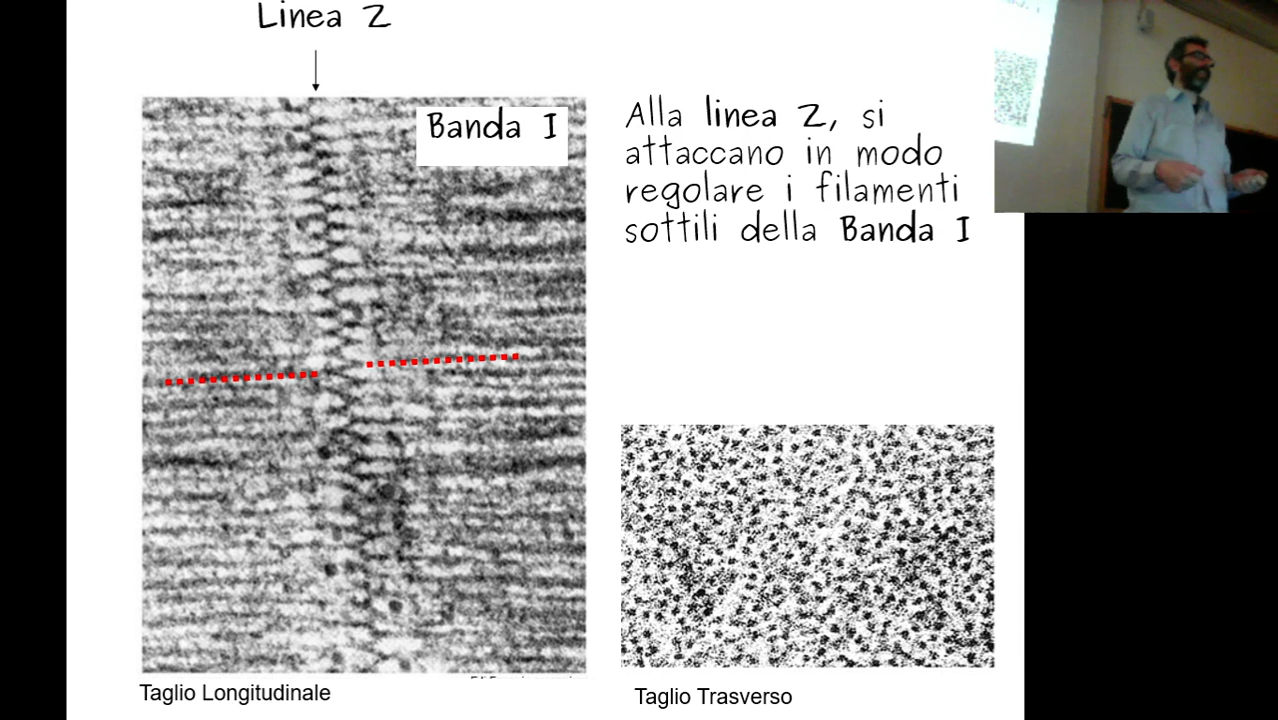 Linea Z
Banda I
Alla linea Z, si
attaccano in modo
regolare i filamenti
sottili della Banda I
Taglio Longitudinale
Taglio Trasverso